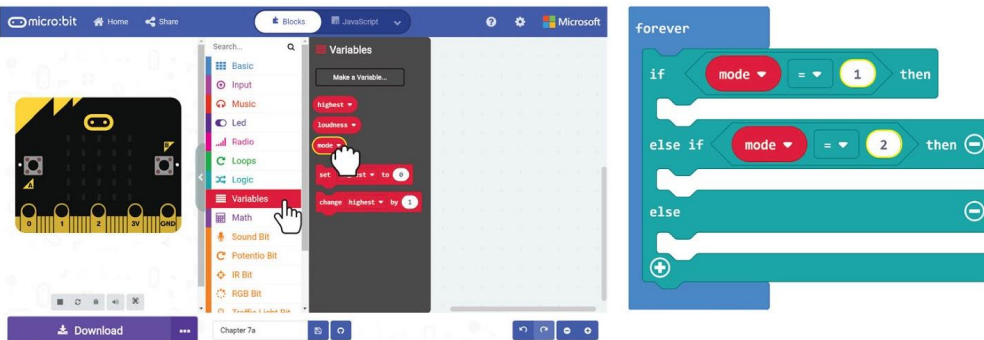 micro:bit Home Share Blocks JavaScript Microsoft
Search...
Basic
Input
Music
Led
Radio
Loops
Logic
Variables
Math
Sound Bit
Potentio Bit
IR Bit
RGB Bit
Traffic Light Bit
Variables
Make a Variable...
highest
loudness
mode
set to 0
change highest by 1
A
B
0 1 2 3V GND
Download
Chapter 7a
forever
if mode = 1 then
else if mode = 2 then
else